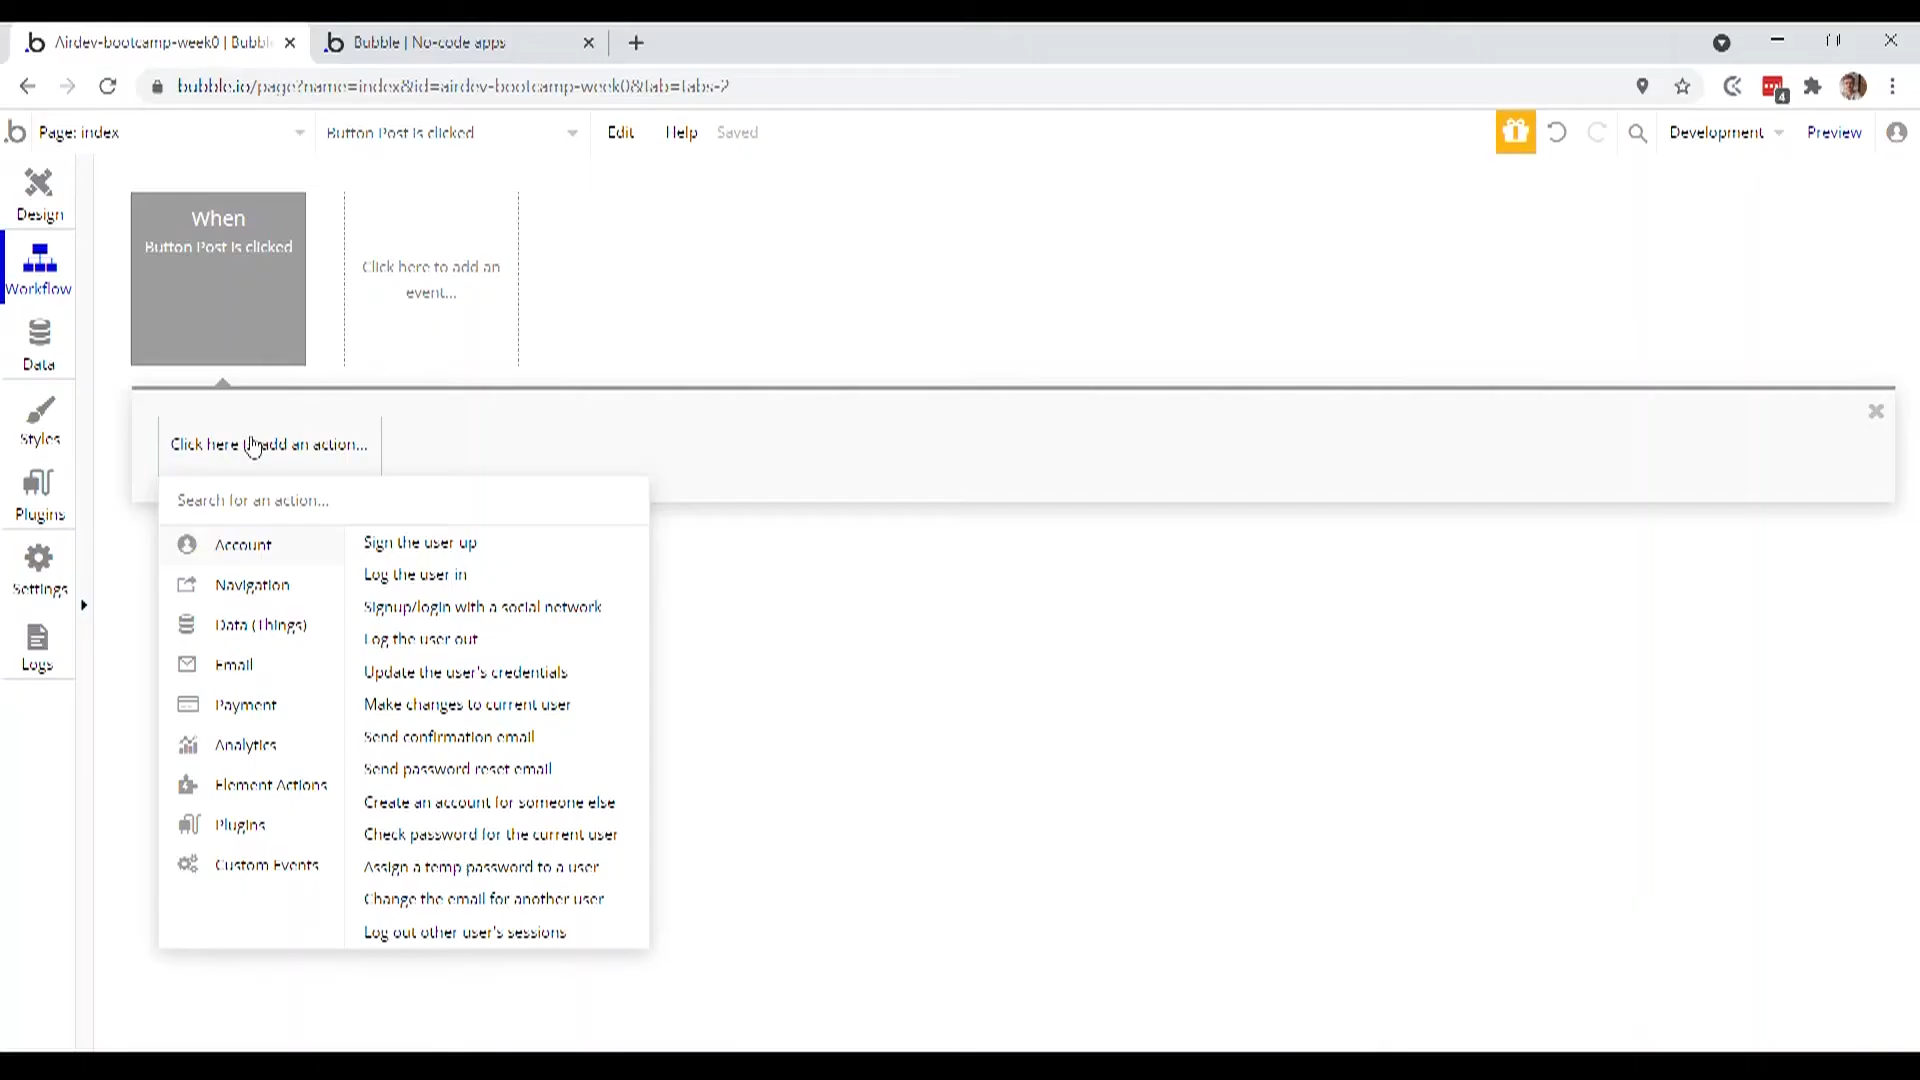 Airdev-bootcamp-week0 | Bubbl
Bubble | No-code apps
bubble.io/page?name=index&id=airdev-bootcamp-week0&tab=tabs-2
4
Page: index
Button Post is clicked
Edit
Help
Saved
Development
Preview
Design
Workflow
Data
Styles
Plugins
Settings
Logs
When
Button Post is clicked
Click here to add an
event...
Click here to add an action...
Search for an action...
Account
Navigation
Data (Things)
Email
Payment
Analytics
Element Actions
Plugins
Custom Events
Sign the user up
Log the user in
Signup/login with a social network
Log the user out
Update the user's credentials
Make changes to current user
Send confirmation email
Send password reset email
Create an account for someone else
Check password for the current user
Assign a temp password to a user
Change the email for another user
Log out other user's sessions